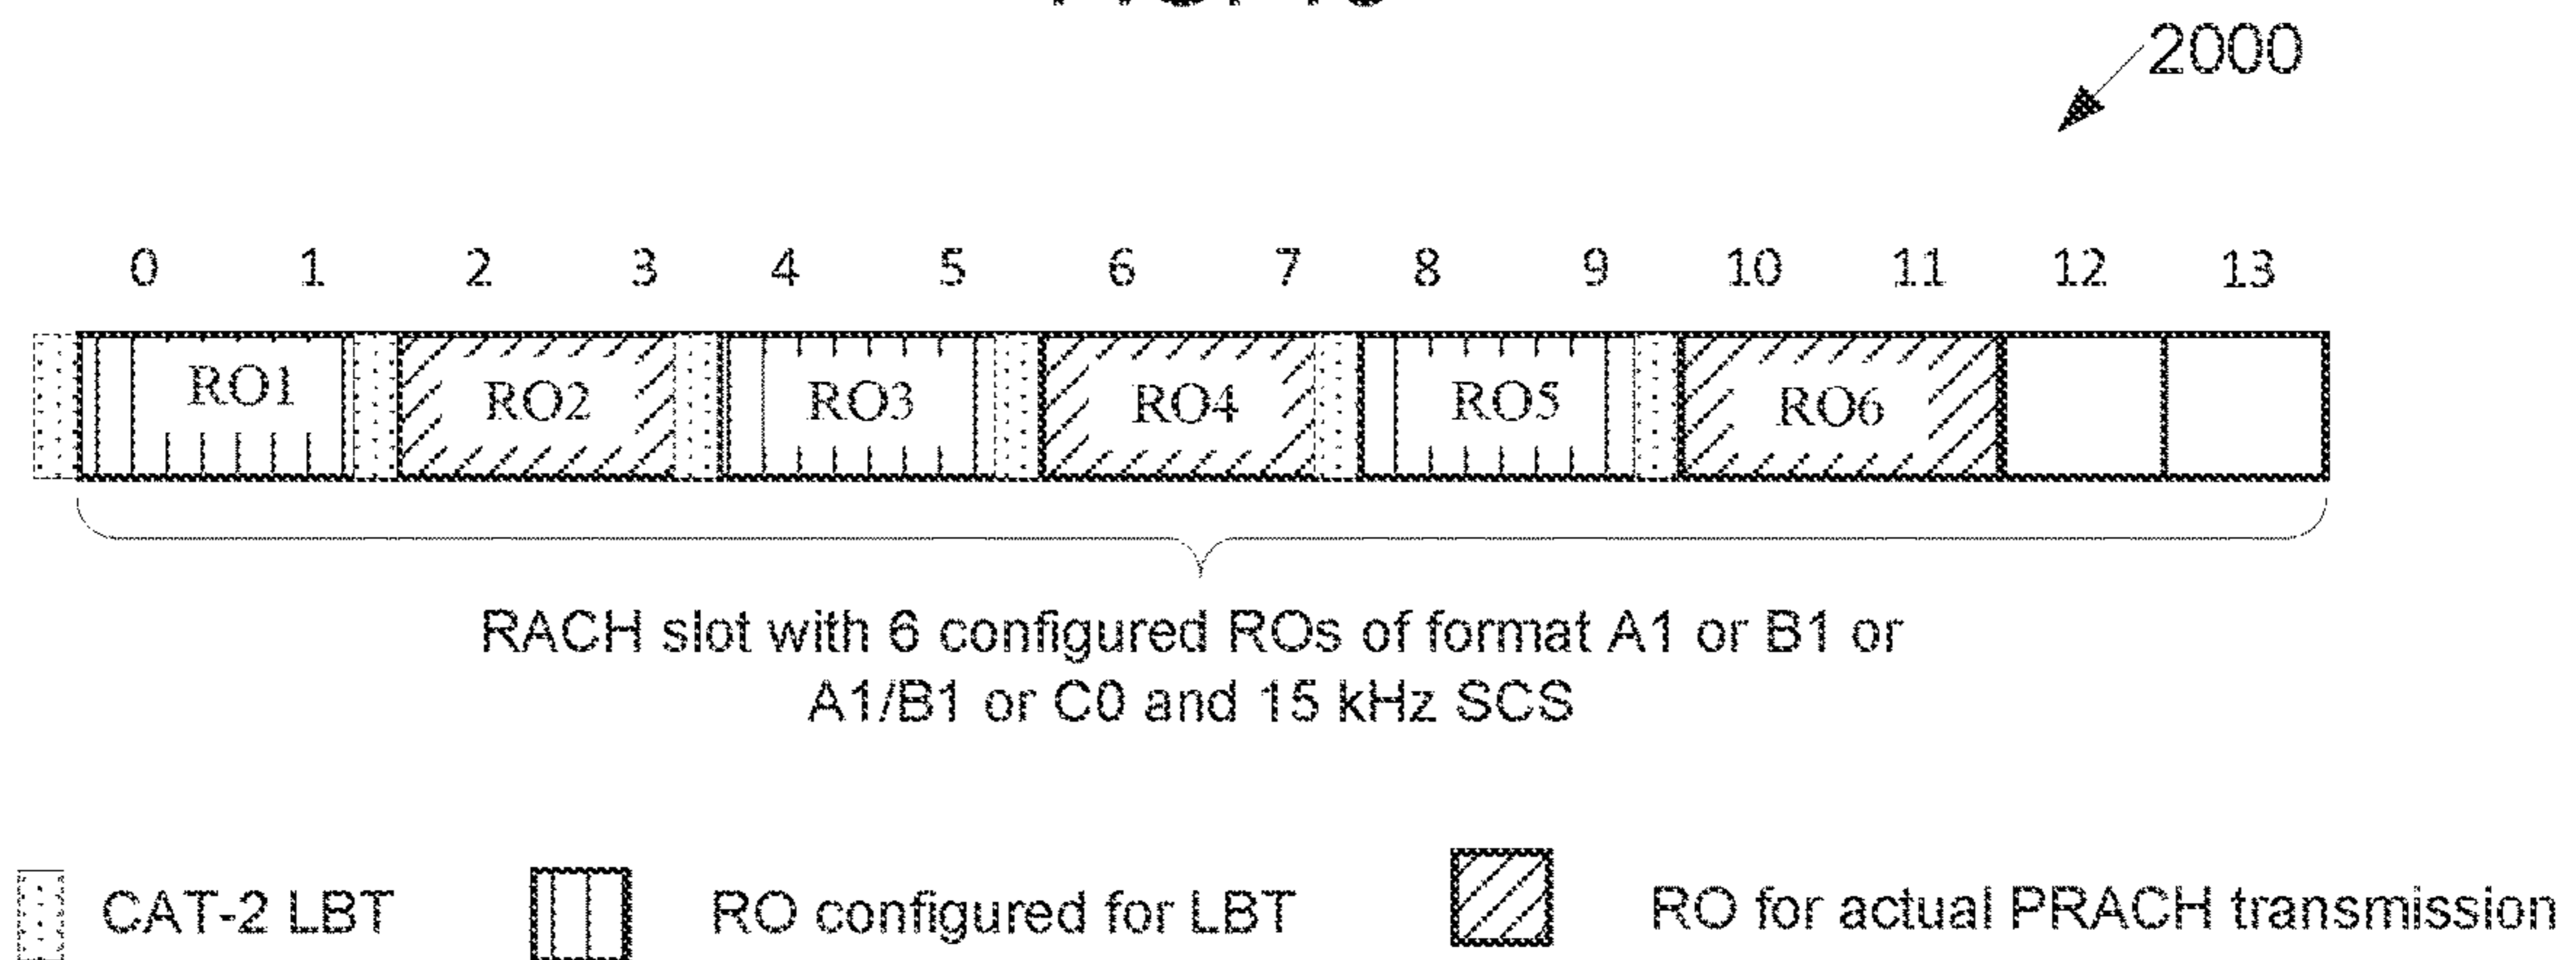 2000
0 1 2 3 4 5 6 7 8 9 10 11 12 13
RO1 RO2 RO3 RO4 RO5 RO6
RACH slot with 6 configured ROs of format A1 or B1 or
A1/B1 or C0 and 15 kHz SCS
CAT-2 LBT RO configured for LBT RO for actual PRACH transmission